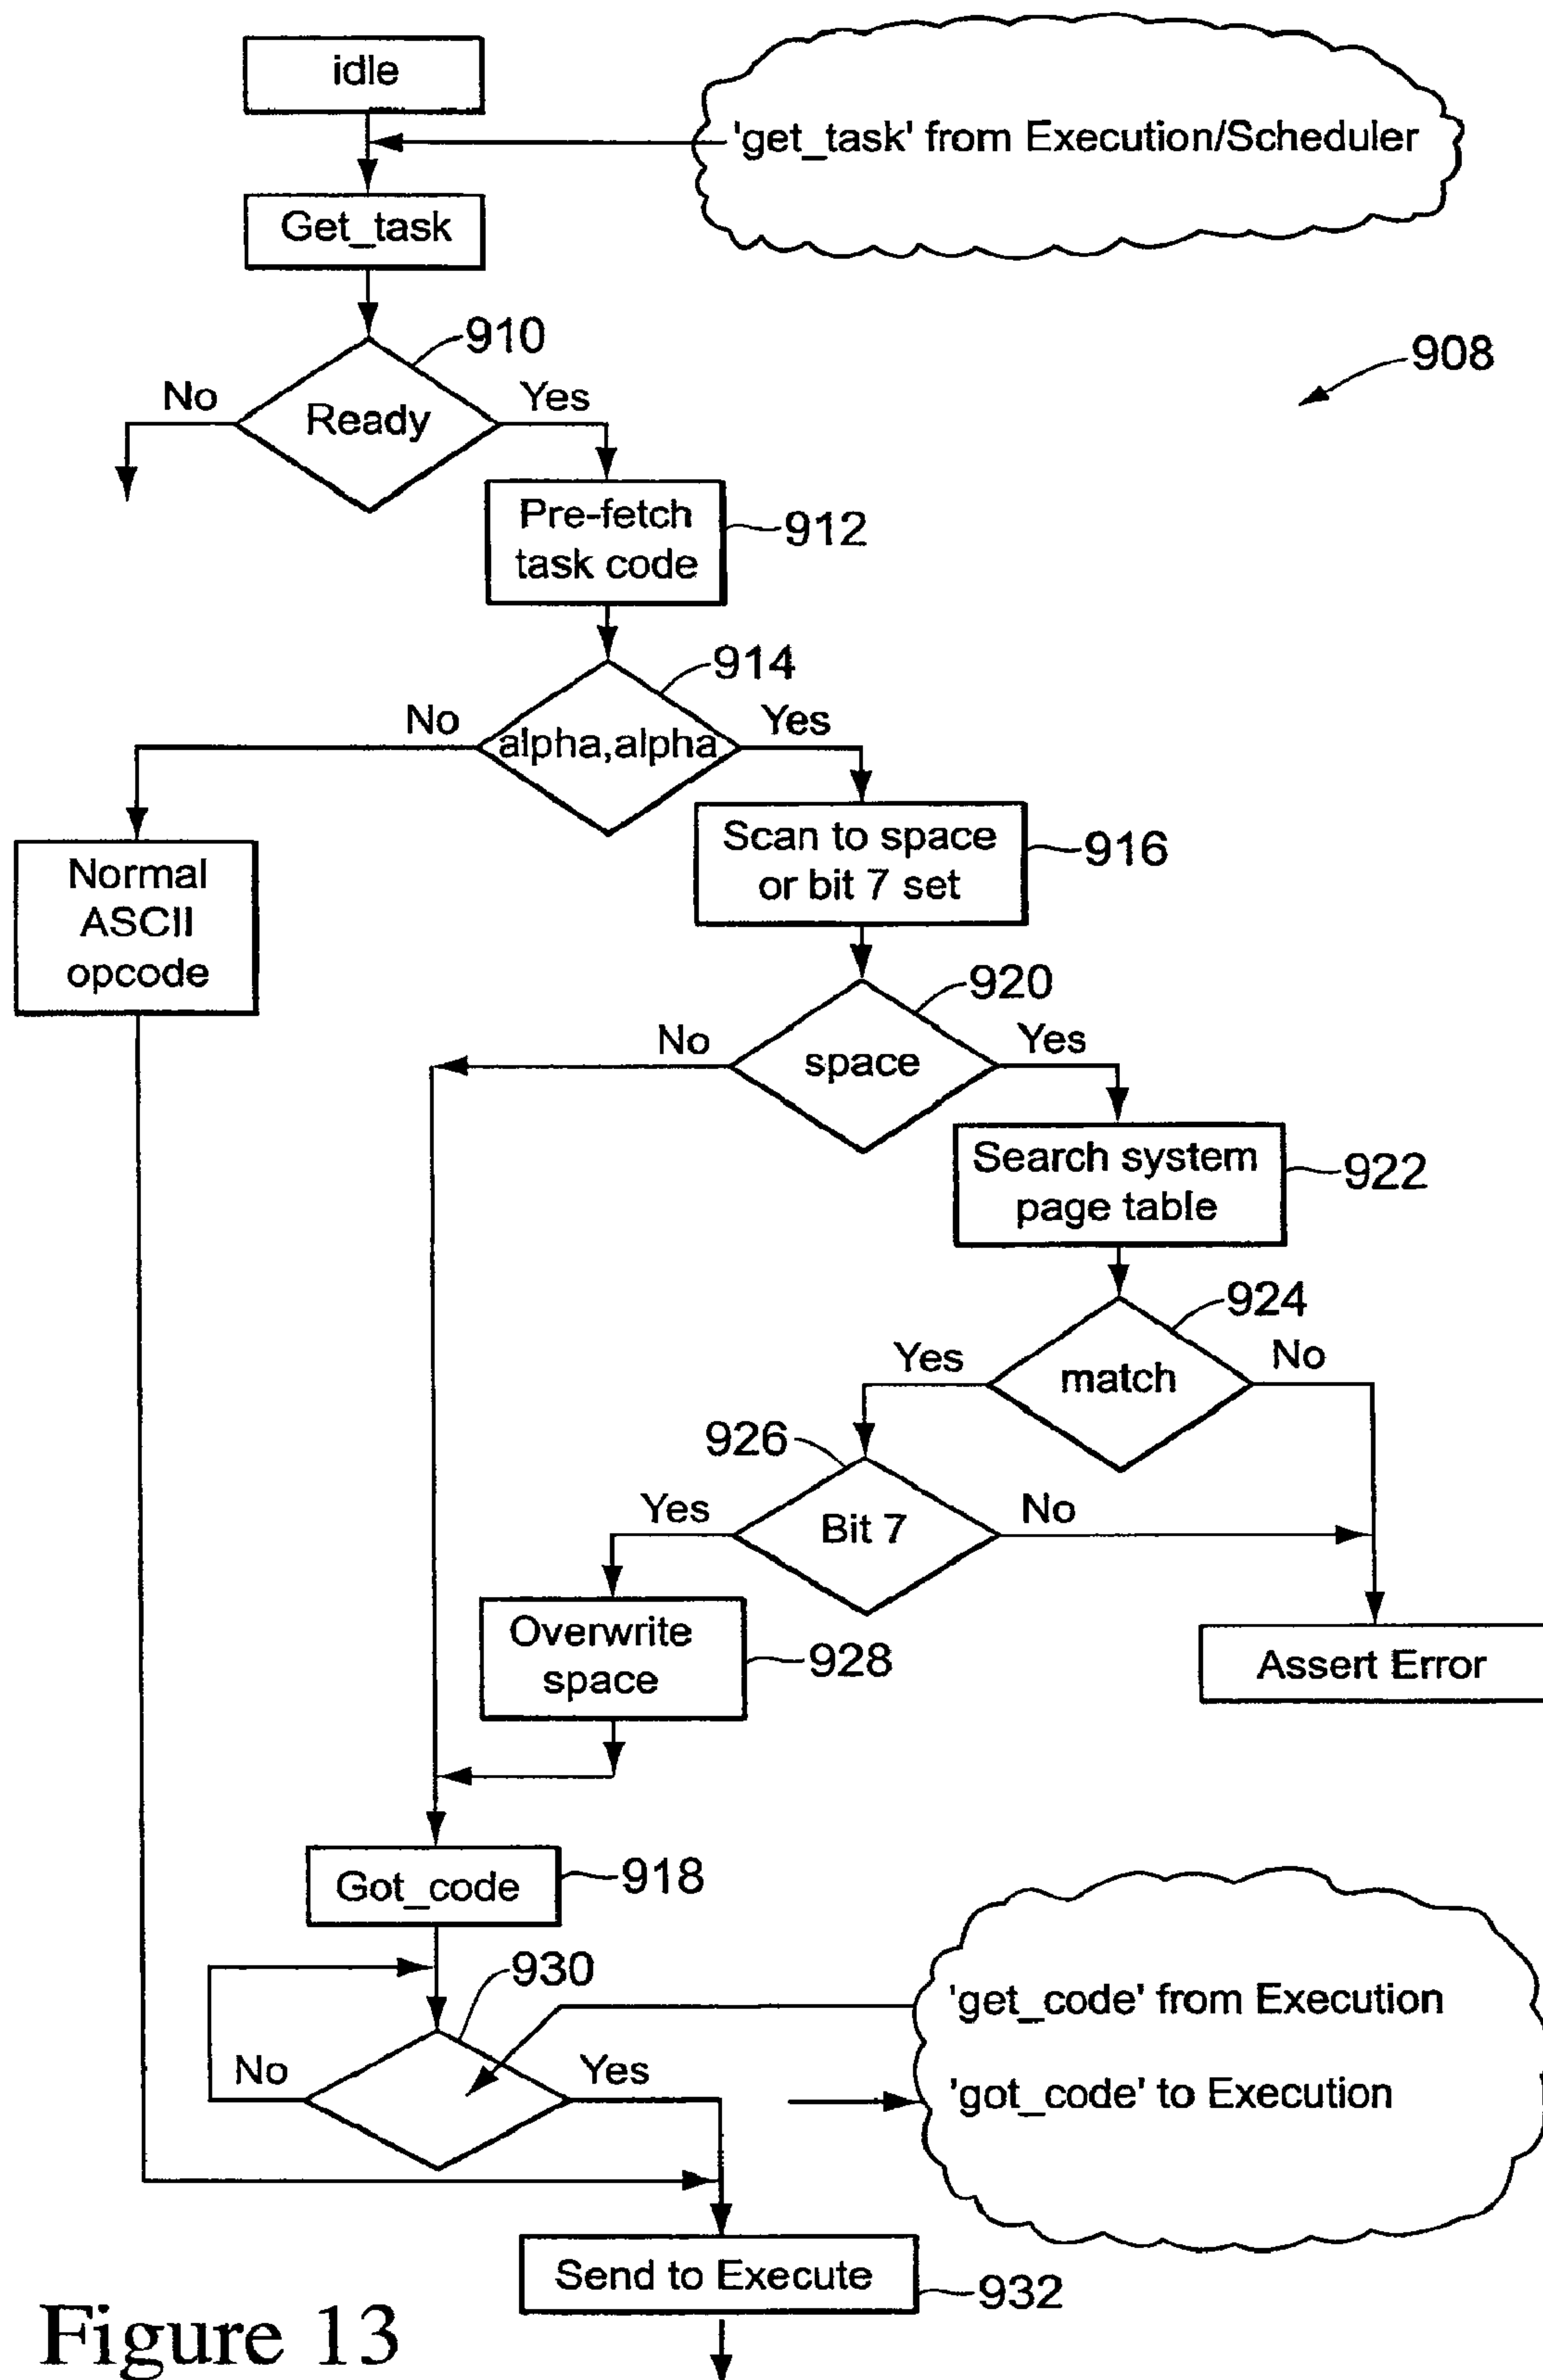 idle
'get_task' from Execution/Scheduler
Get_task
910
908
No
Yes
Ready
Pre-fetch
task code
912
914
No
Yes
alpha,alpha
Scan to space
or bit 7 set
916
Normal
ASCII
opcode
920
No
Yes
space
Search system
page table
922
924
Yes
No
match
926
Yes
No
Bit 7
Overwrite
space
928
Assert Error
Got_code
918
930
'get_code' from Execution
No
Yes
'got_code' to Execution
Send to Execute
932
Figure 13